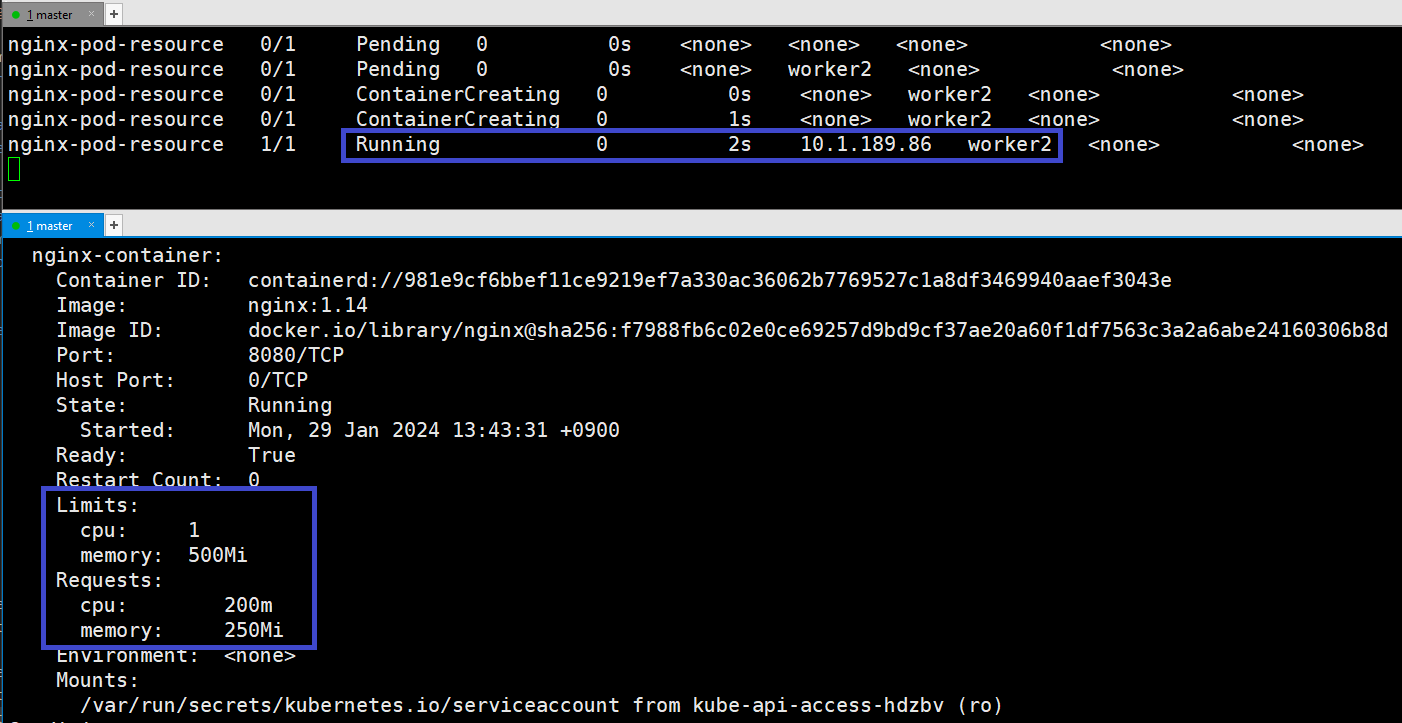 1 master × +
nginx-pod-resource 0/1 Pending 0 0s <none> <none> <none> <none>
nginx-pod-resource 0/1 Pending 0 0s <none> worker2 <none> <none>
nginx-pod-resource 0/1 ContainerCreating 0 0s <none> worker2 <none> <none>
nginx-pod-resource 0/1 ContainerCreating 0 1s <none> worker2 <none> <none>
nginx-pod-resource 1/1 Running 0 2s 10.1.189.86 worker2 <none> <none>
1 master × +
nginx-container:
Container ID: containerd://981e9cf6bbef11ce9219ef7a330ac36062b7769527c1a8df3469940aaef3043e
Image: nginx:1.14
Image ID: docker.io/library/nginx@sha256:f7988fb6c02e0ce69257d9bd9cf37ae20a60f1df7563c3a2a6abe24160306b8d
Port: 8080/TCP
Host Port: 0/TCP
State: Running
Started: Mon, 29 Jan 2024 13:43:31 +0900
Ready: True
Restart Count: 0
Limits:
cpu: 1
memory: 500Mi
Requests:
cpu: 200m
memory: 250Mi
Environment: <none>
Mounts:
/var/run/secrets/kubernetes.io/serviceaccount from kube-api-access-hdzbv (ro)